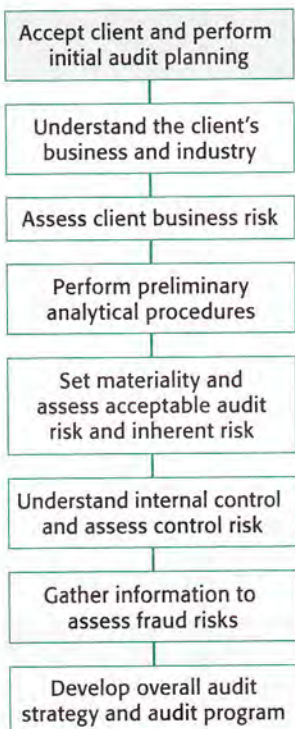 Accept client and perform
initial audit planning
Understand the client's
business and industry
Assess client business risk
Perform preliminary
analytical procedures
Set materiality and
assess acceptable audit
risk and inherent risk
Understand internal control
and assess control risk
Gather information to
assess fraud risks
Develop overall audit
strategy and audit program